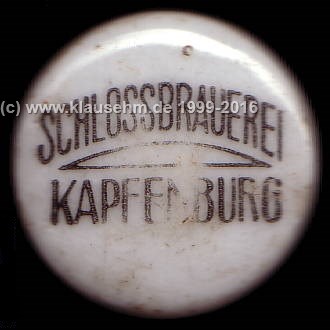 (c) www.klausehm.de 1999-2016
SCHLOSSBRAUEREI
KAPFENBURG